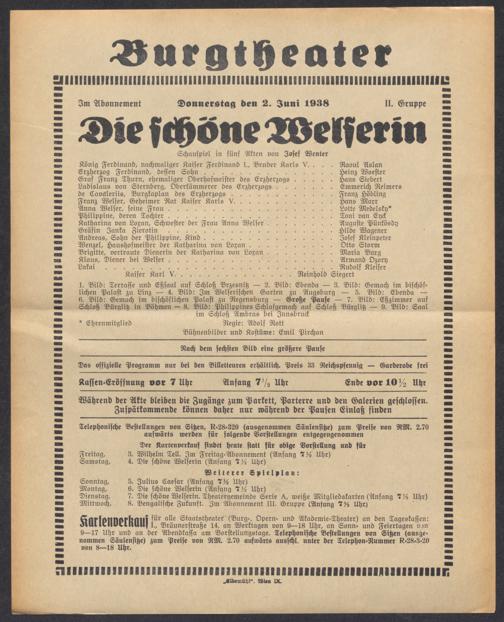 Burgtheater
Im Abonnement Donnerstag den 2. Juni 1938 II. Gruppe
Die schöne Welserin
Schauspiel in fünf Akten von Josef Wenter
König Ferdinand, nachmaliger Kaiser Ferdinand I., Bruder Karls V. . . . Raoul Aslan
Erzherzog Ferdinand, dessen Sohn . . . Heinz Woester
Graf Franz Thurn, ehemaliger Oberhofmeister des Erzherzogs . . . Hans Siebert
Ladislaus von Sternberg, Oberkämmerer des Erzherzogs . . . Emmerich Reimers
de Cavaleriis, Burgkaplan des Erzherzogs . . . Franz Höbling
Franz Welser, Geheimer Rat Kaiser Karls V. . . . Hans Marr
Anna Welser, seine Frau . . . Lotte Medelsky*
Philippine, deren Tochter . . . Toni van Eyck
Katharina von Loxan, Schwester der Frau Anna Welser . . . Auguste Pünkösdy
Gräfin Janka Fierotin . . . Hilde Wagener
Andreas, Sohn der Philippine, Kind . . . Josef Kleinpeter
Wenzel, Haushofmeister der Katharina von Loxan . . . Otto Storm
Brigitte, vertraute Dienerin der Katharina von Loxan . . . Maria Burg
Klaus, Diener bei Welser . . . Armand Ozory
Lakai . . . Rudolf Kleiser
Kaiser Karl V. . . . Reinhold Siegert
1. Bild: Terrasse und Eßsaal auf Schloß Bresnitz — 2. Bild: Ebenda — 3. Bild: Gemach im bischöf-
lichen Palast zu Linz — 4. Bild: Im Welserischen Garten zu Augsburg — 5. Bild: Ebenda —
6. Bild: Gemach im bischöflichen Palast zu Regensburg — Große Pause — 7. Bild: Eßzimmer auf
Schloß Bürglitz in Böhmen — 8. Bild: Philippinens Schlafgemach auf Schloß Bürglitz — 9. Bild: Saal
im Schloß Ambras bei Innsbruck
* Ehrenmitglied Regie: Adolf Rott
Bühnenbilder und Kostüme: Emil Pirchan
Nach dem sechsten Bild eine größere Pause
Das offizielle Programm nur bei den Billetteuren erhältlich. Preis 33 Reichspfennig — Garderobe frei
Kassen-Eröffnung vor 7 Uhr Anfang 7½ Uhr Ende vor 10½ Uhr
Während der Akte bleiben die Zugänge zum Parkett, Parterre und den Galerien geschlossen.
Zuspätkommende können daher nur während der Pausen Einlaß finden
Telephonische Bestellungen von Sitzen, R-28-320 (ausgenommen Säulensitze) zum Preise von RM. 2.70
aufwärts werden für folgende Vorstellungen entgegengenommen
Der Kartenverkauf findet heute statt für obige Vorstellung und für
Freitag, 3. Wilhelm Tell. Im Freitag-Abonnement (Anfang 7½ Uhr)
Samstag, 4. Die schöne Welserin (Anfang 7½ Uhr)
Weiterer Spielplan:
Sonntag, 5. Julius Caesar (Anfang 7½ Uhr)
Montag, 6. Die schöne Welserin (Anfang 7½ Uhr)
Dienstag, 7. Die schöne Welserin. Theatergemeinde Serie A, weiße Mitgliedskarten (Anfang 7½ Uhr)
Mittwoch, 8. Bengalische Zukunft. Im Abonnement III. Gruppe (Anfang 7½ Uhr)
Kartenverkauf für alle Staatstheater (Burg-, Opern- und Akademie-Theater) an den Tageskassen:
I., Bräunerstraße 14, an Werktagen von 9—18 Uhr, an Sonn- und Feiertagen von
9—17 Uhr und an der Abendkassa am Vorstellungstage. Telephonische Bestellungen von Sitzen (ausge-
nommen Säulensitze) zum Preise von RM. 2.70 aufwärts auschl. unter der Telephon-Nummer R-28-3-20
von 8—18 Uhr.
„Elbemühl“, Wien IX.